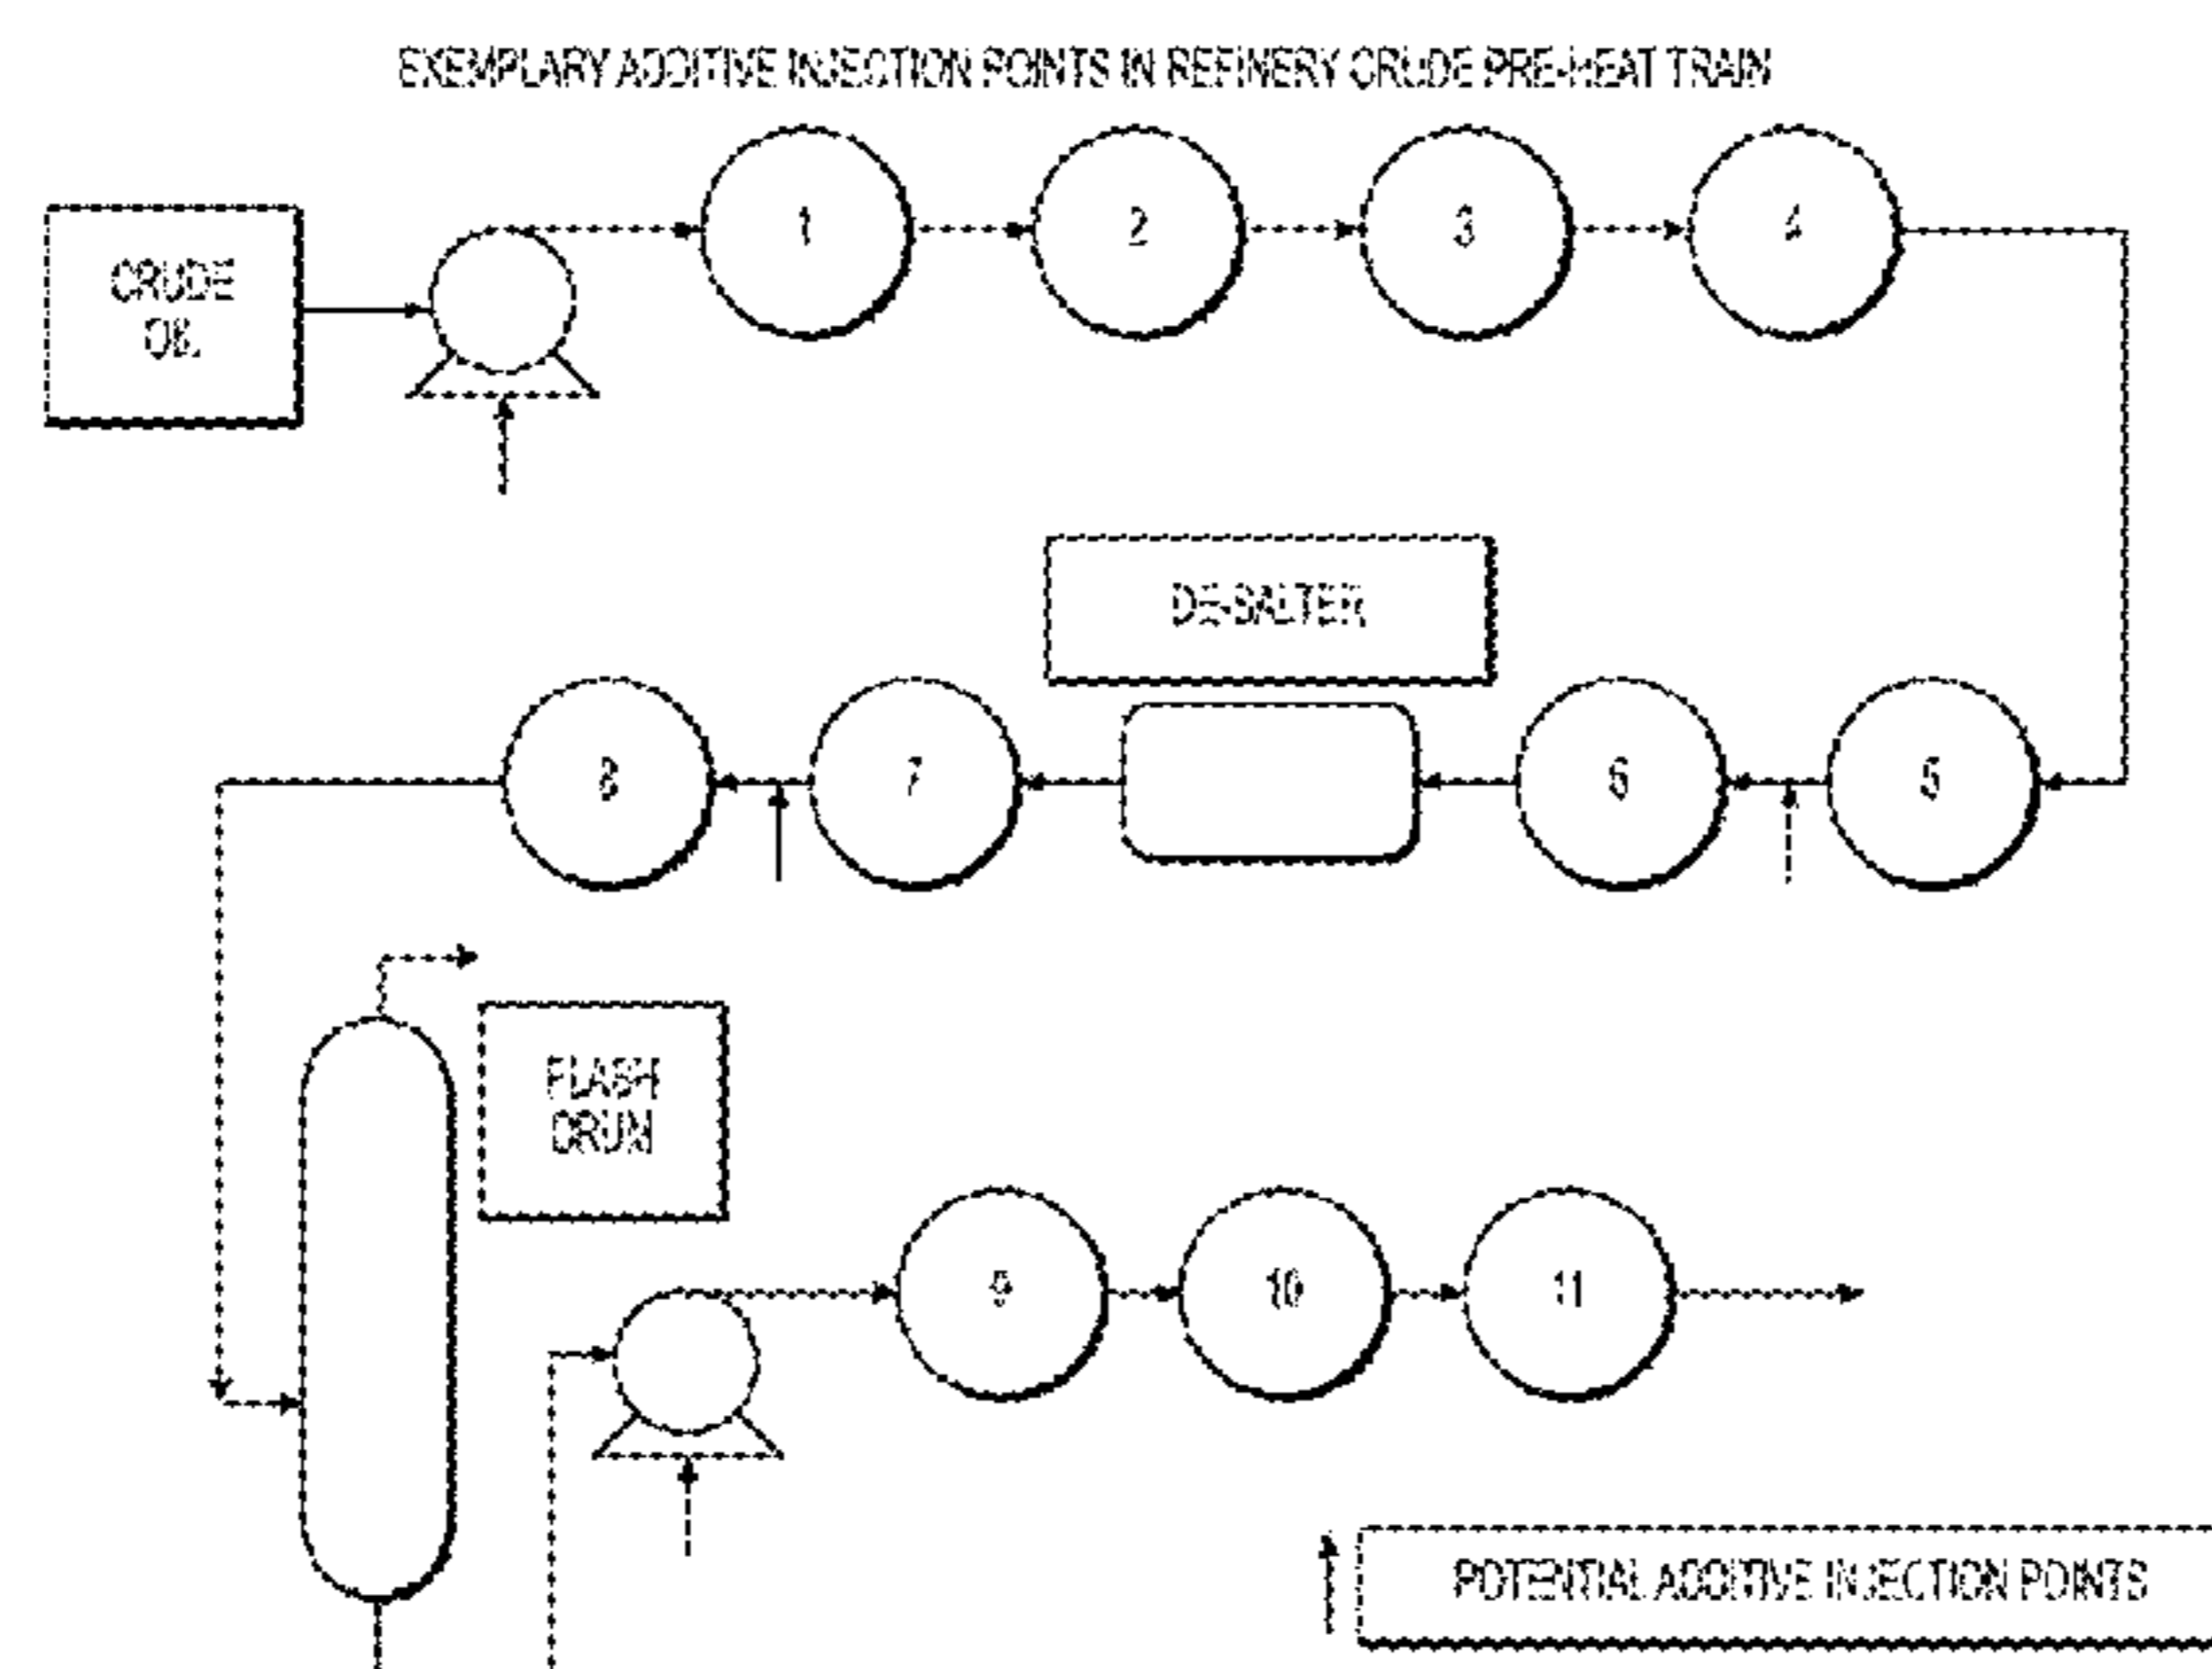 EXEMPLARY ADDITIVE INJECTION POINTS IN REFINERY CRUDE PRE-HEAT TRAIN
1
2
3
4
CRUDE
OIL
DE-SALTER
8
7
6
5
FLASH
DRUM
9
10
11
POTENTIAL ADDITIVE INJECTION POINTS